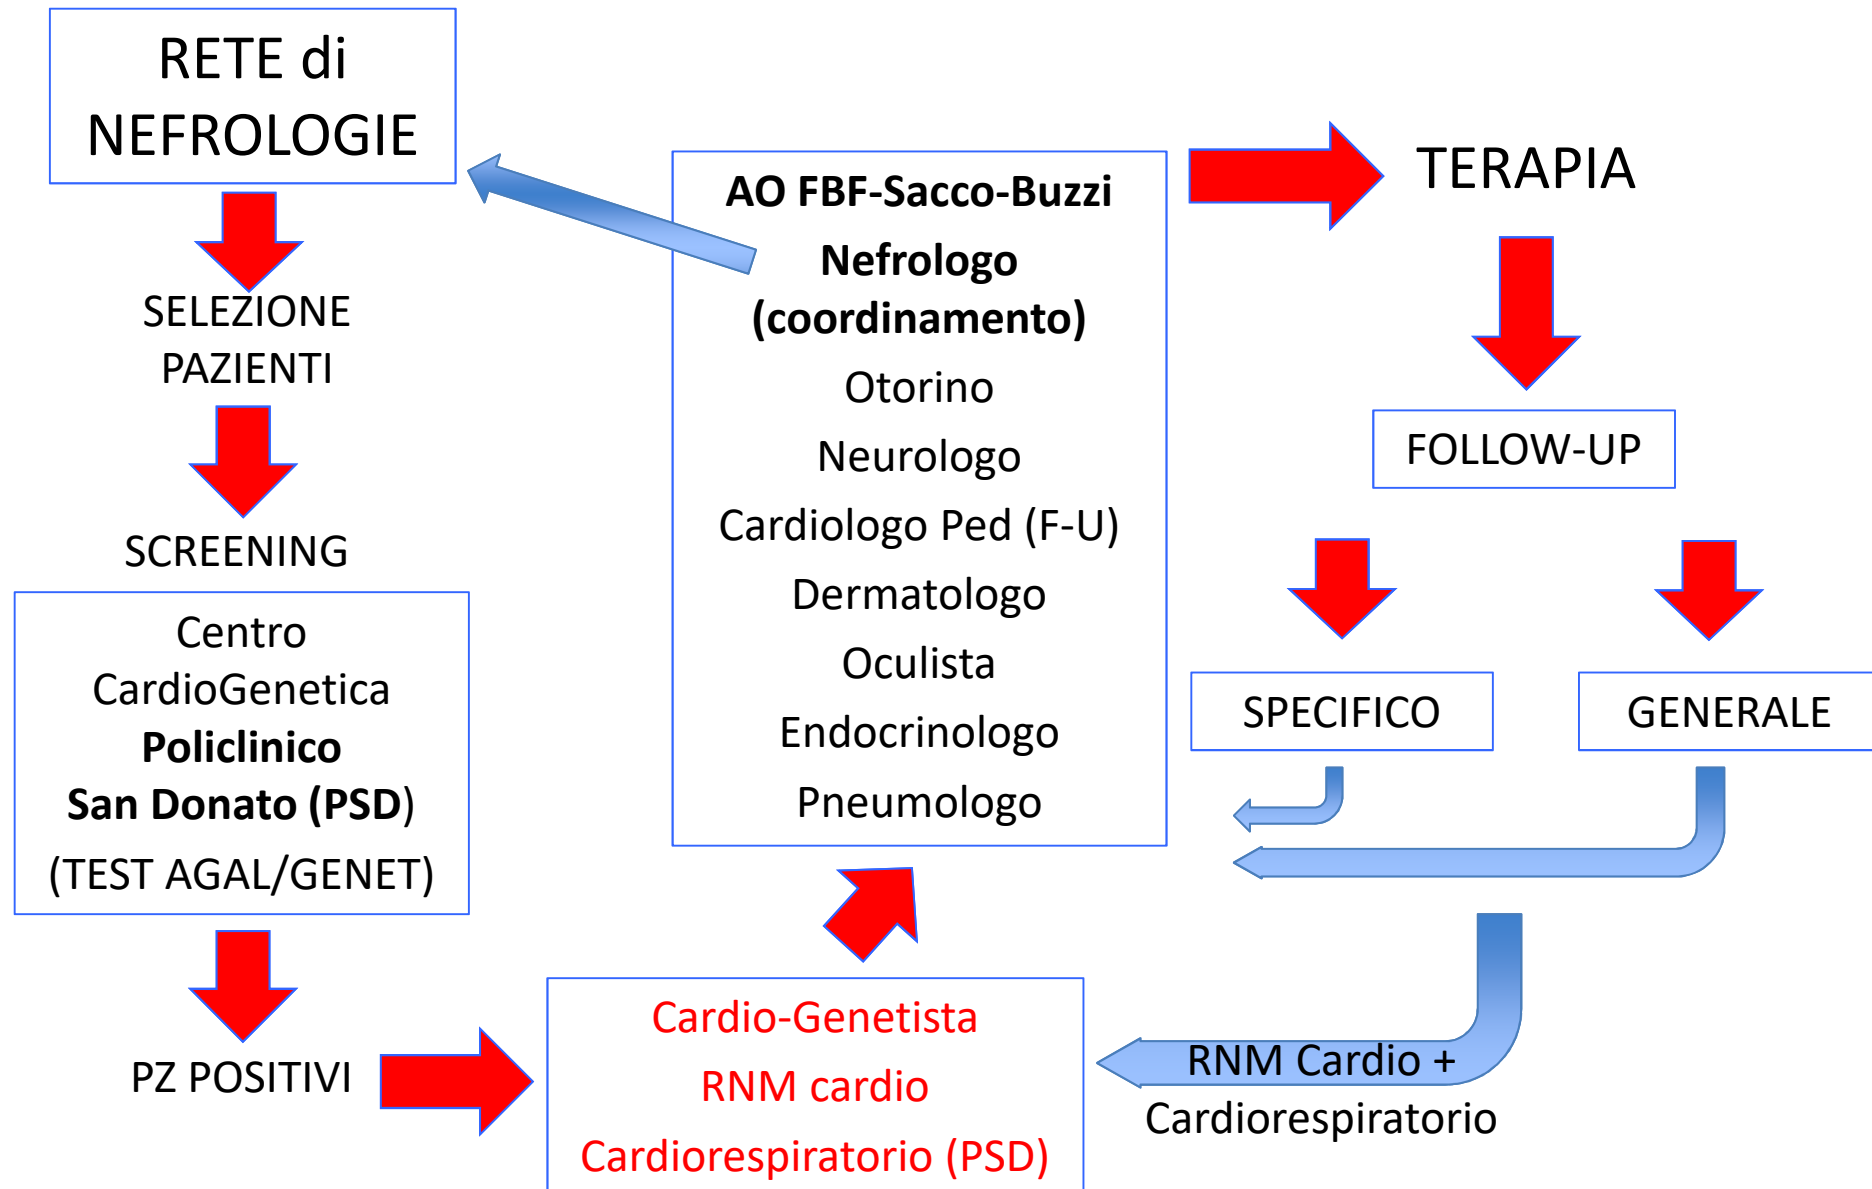 RETE di
NEFROLOGIE
SELEZIONE
PAZIENTI
SCREENING
Centro
CardioGenetica
Policlinico
San Donato (PSD)
(TEST AGAL/GENET)
PZ POSITIVI
Cardio-Genetista
RNM cardio
Cardiorespiratorio (PSD)
AO FBF-Sacco-Buzzi
Nefrologo
(coordinamento)
Otorino
Neurologo
Cardiologo Ped (F-U)
Dermatologo
Oculista
Endocrinologo
Pneumologo
TERAPIA
FOLLOW-UP
SPECIFICO
GENERALE
RNM Cardio +
Cardiorespiratorio